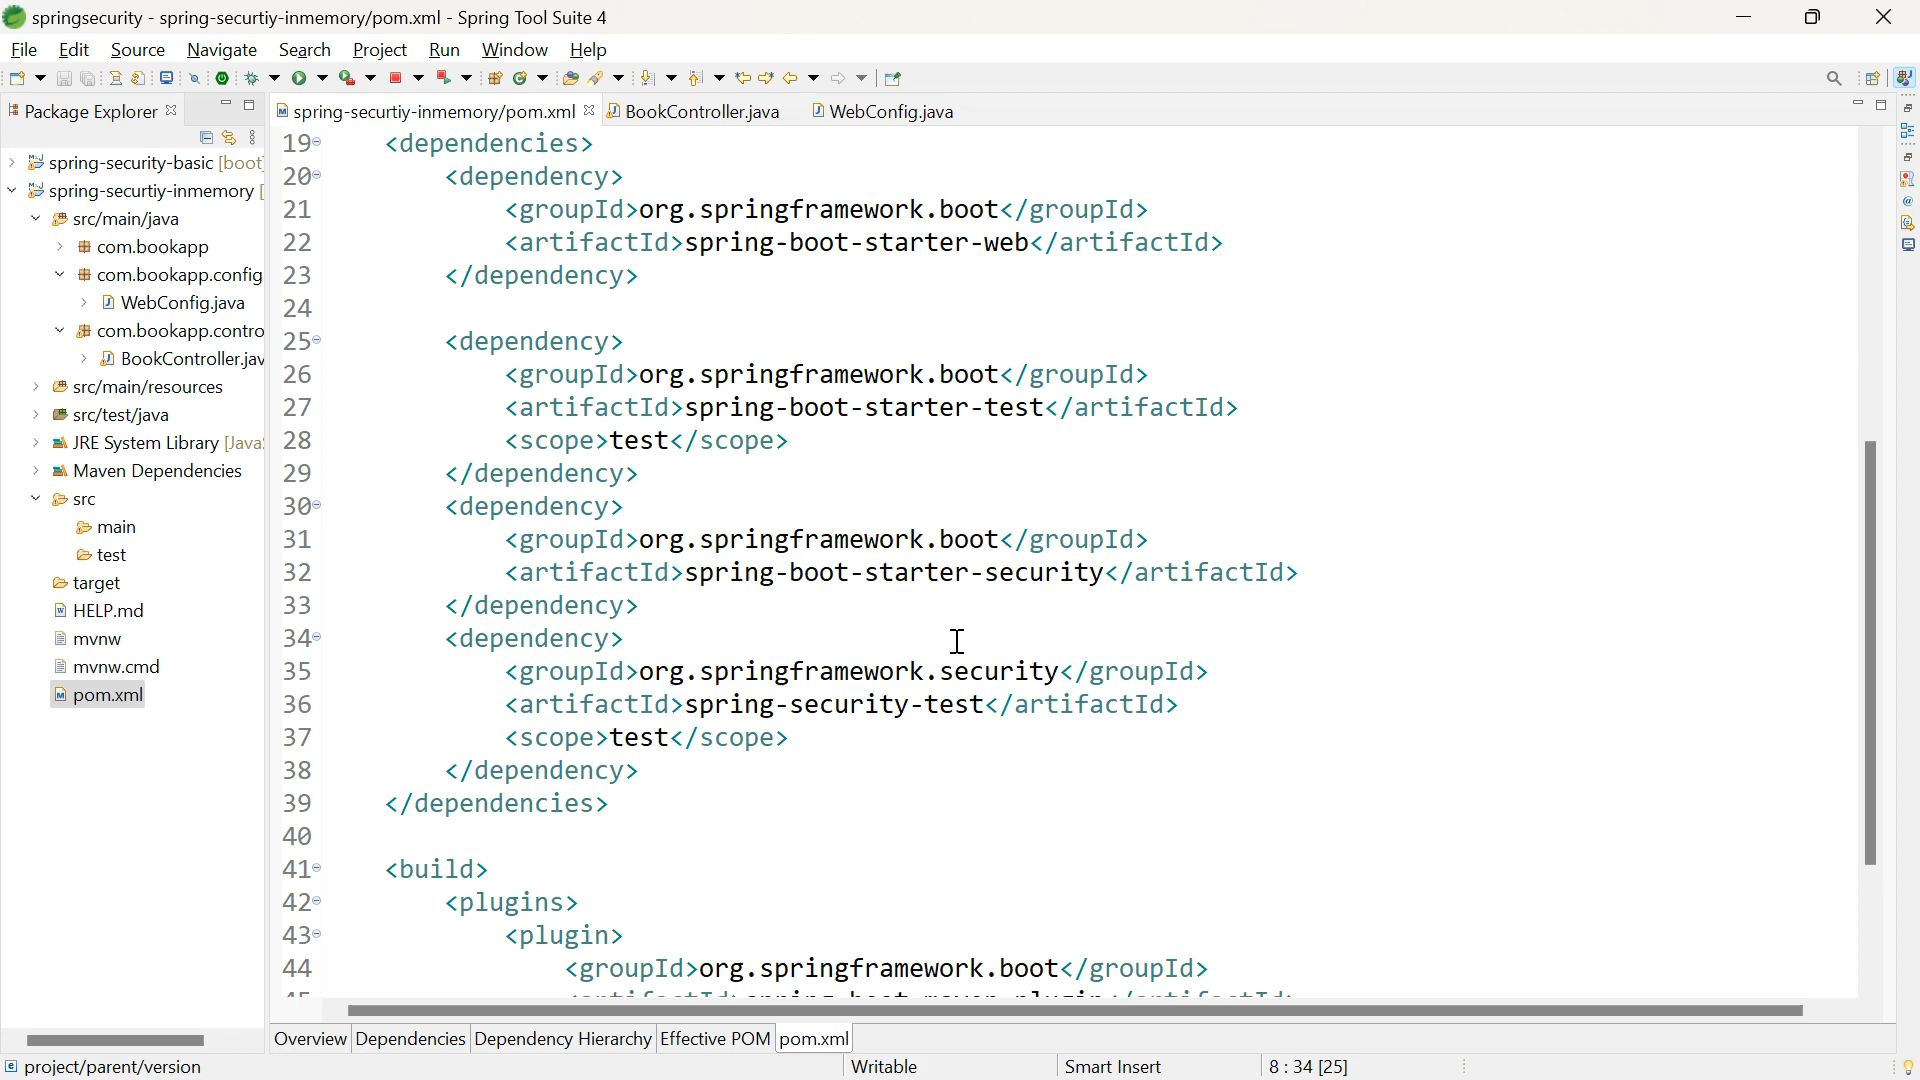 springsecurity - spring-securtiy-inmemory/pom.xml - Spring Tool Suite 4
File Edit Source Navigate Search Project Run Window Help
Package Explorer
spring-security-basic [boot]
spring-securtiy-inmemory [
src/main/java
com.bookapp
com.bookapp.config
WebConfig.java
com.bookapp.contro
BookController.jav
src/main/resources
src/test/java
JRE System Library [Java
Maven Dependencies
src
main
test
target
HELP.md
mvnw
mvnw.cmd
pom.xml
spring-securtiy-inmemory/pom.xml BookController.java WebConfig.java
19 <dependencies>
20 <dependency>
21 <groupId>org.springframework.boot</groupId>
22 <artifactId>spring-boot-starter-web</artifactId>
23 </dependency>
24
25 <dependency>
26 <groupId>org.springframework.boot</groupId>
27 <artifactId>spring-boot-starter-test</artifactId>
28 <scope>test</scope>
29 </dependency>
30 <dependency>
31 <groupId>org.springframework.boot</groupId>
32 <artifactId>spring-boot-starter-security</artifactId>
33 </dependency>
34 <dependency>
35 <groupId>org.springframework.security</groupId>
36 <artifactId>spring-security-test</artifactId>
37 <scope>test</scope>
38 </dependency>
39 </dependencies>
40
41 <build>
42 <plugins>
43 <plugin>
44 <groupId>org.springframework.boot</groupId>
Overview Dependencies Dependency Hierarchy Effective POM pom.xml
project/parent/version Writable Smart Insert 8 : 34 [25]